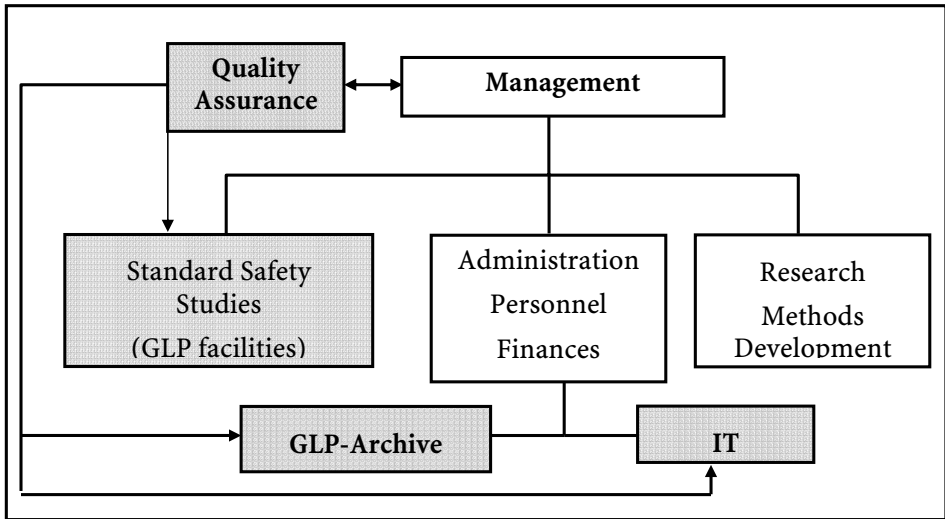 Quality
Assurance
Management
Standard Safety
Studies
(GLP facilities)
Administration
Personnel
Finances
Research
Methods
Development
GLP-Archive
IT